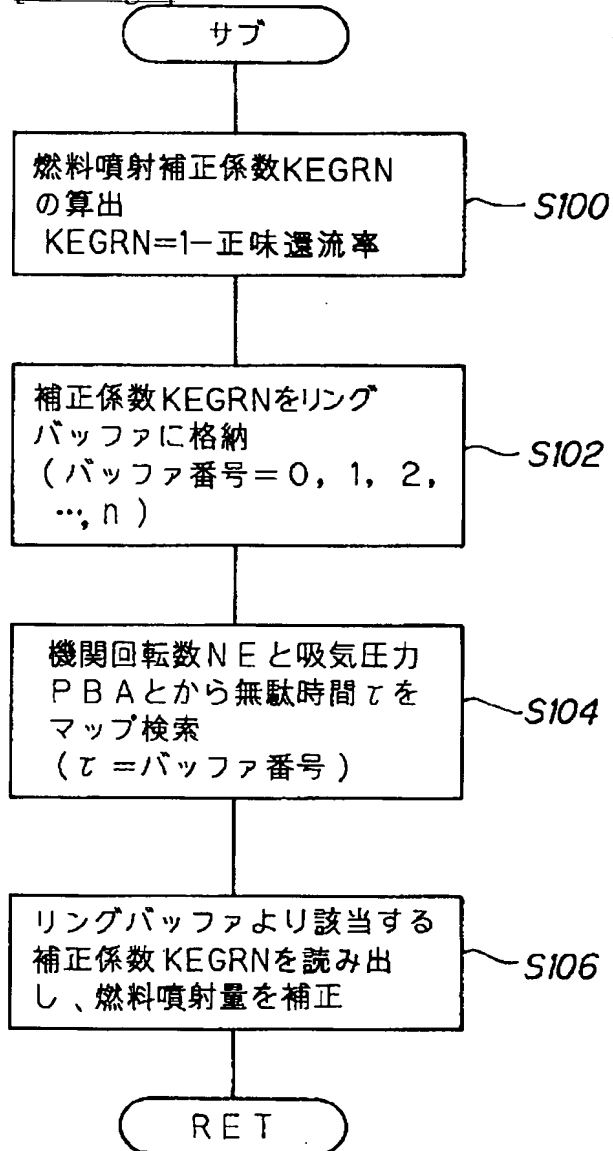 サブ
燃料噴射補正係数KEGRN
の算出
KEGRN=1-正味還流率
S100
補正係数KEGRNをリング
バッファに格納
(バッファ番号=0, 1, 2,
…, n )
S102
機関回転数NEと吸気圧力
PBAとから無駄時間τを
マップ検索
(τ=バッファ番号)
S104
リングバッファより該当する
補正係数KEGRNを読み出
し、燃料噴射量を補正
S106
RET